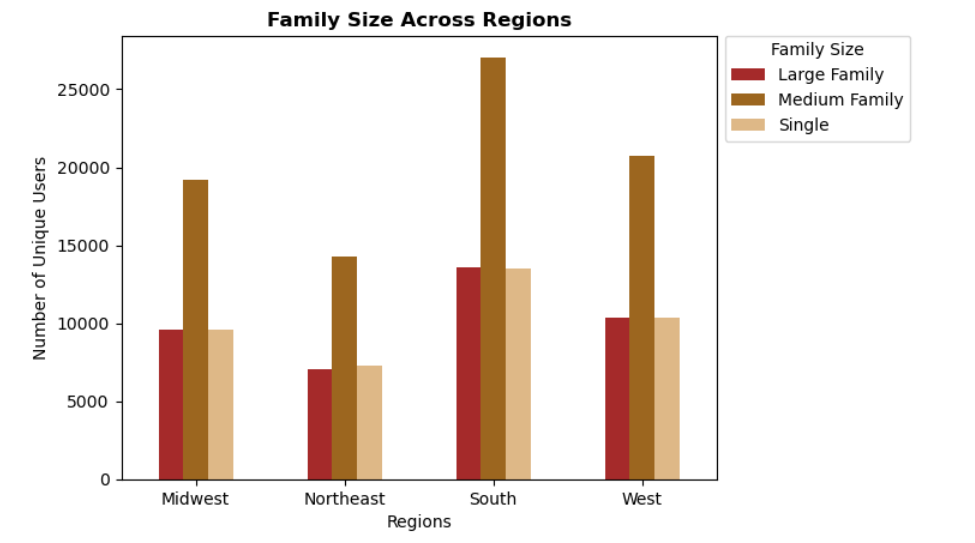 Family Size Across Regions
Family Size
Large Family
Medium Family
Single
Number of Unique Users
25000
20000
15000
10000
5000
0
Midwest Northeast South West
Regions